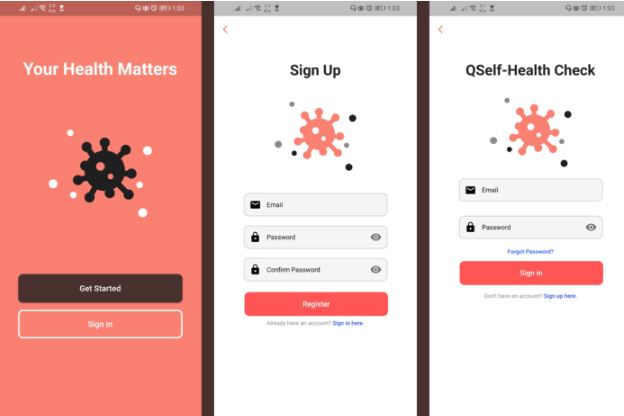 1:03
Your Health Matters
Get Started
Sign in
1:03
Sign Up
Email
Password
Confirm Password
Register
Already have an account? Sign in here.
1:03
QSelf-Health Check
Email
Password
Forgot Password?
Sign in
Don't have an account? Sign up here.